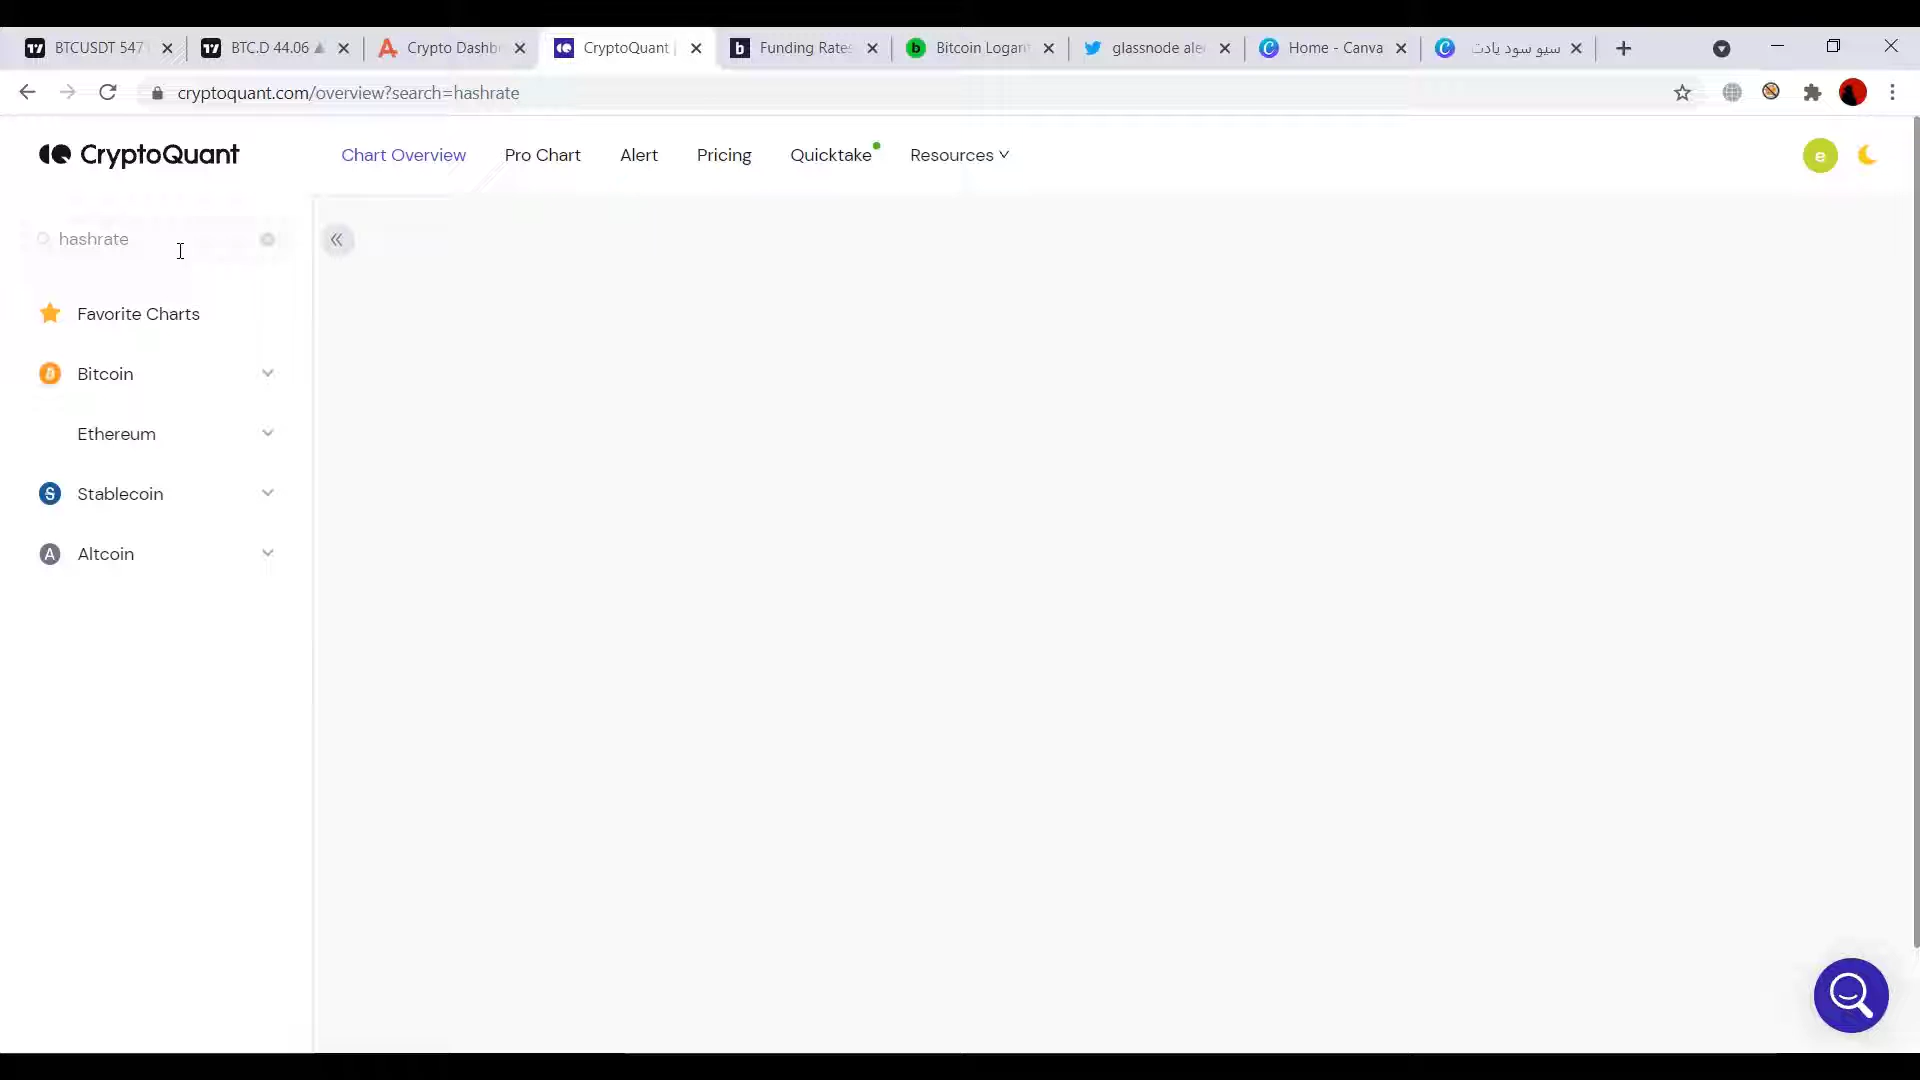 BTCUSDT 547
BTC.D 44.06
Crypto Dashb
CryptoQuant
Funding Rates
Bitcoin Logari
glassnode ale
Home - Canva
سیو سود یادت
cryptoquant.com/overview?search=hashrate
CryptoQuant
Chart Overview
Pro Chart
Alert
Pricing
Quicktake
Resources
e
hashrate
Favorite Charts
Bitcoin
Ethereum
Stablecoin
A Altcoin